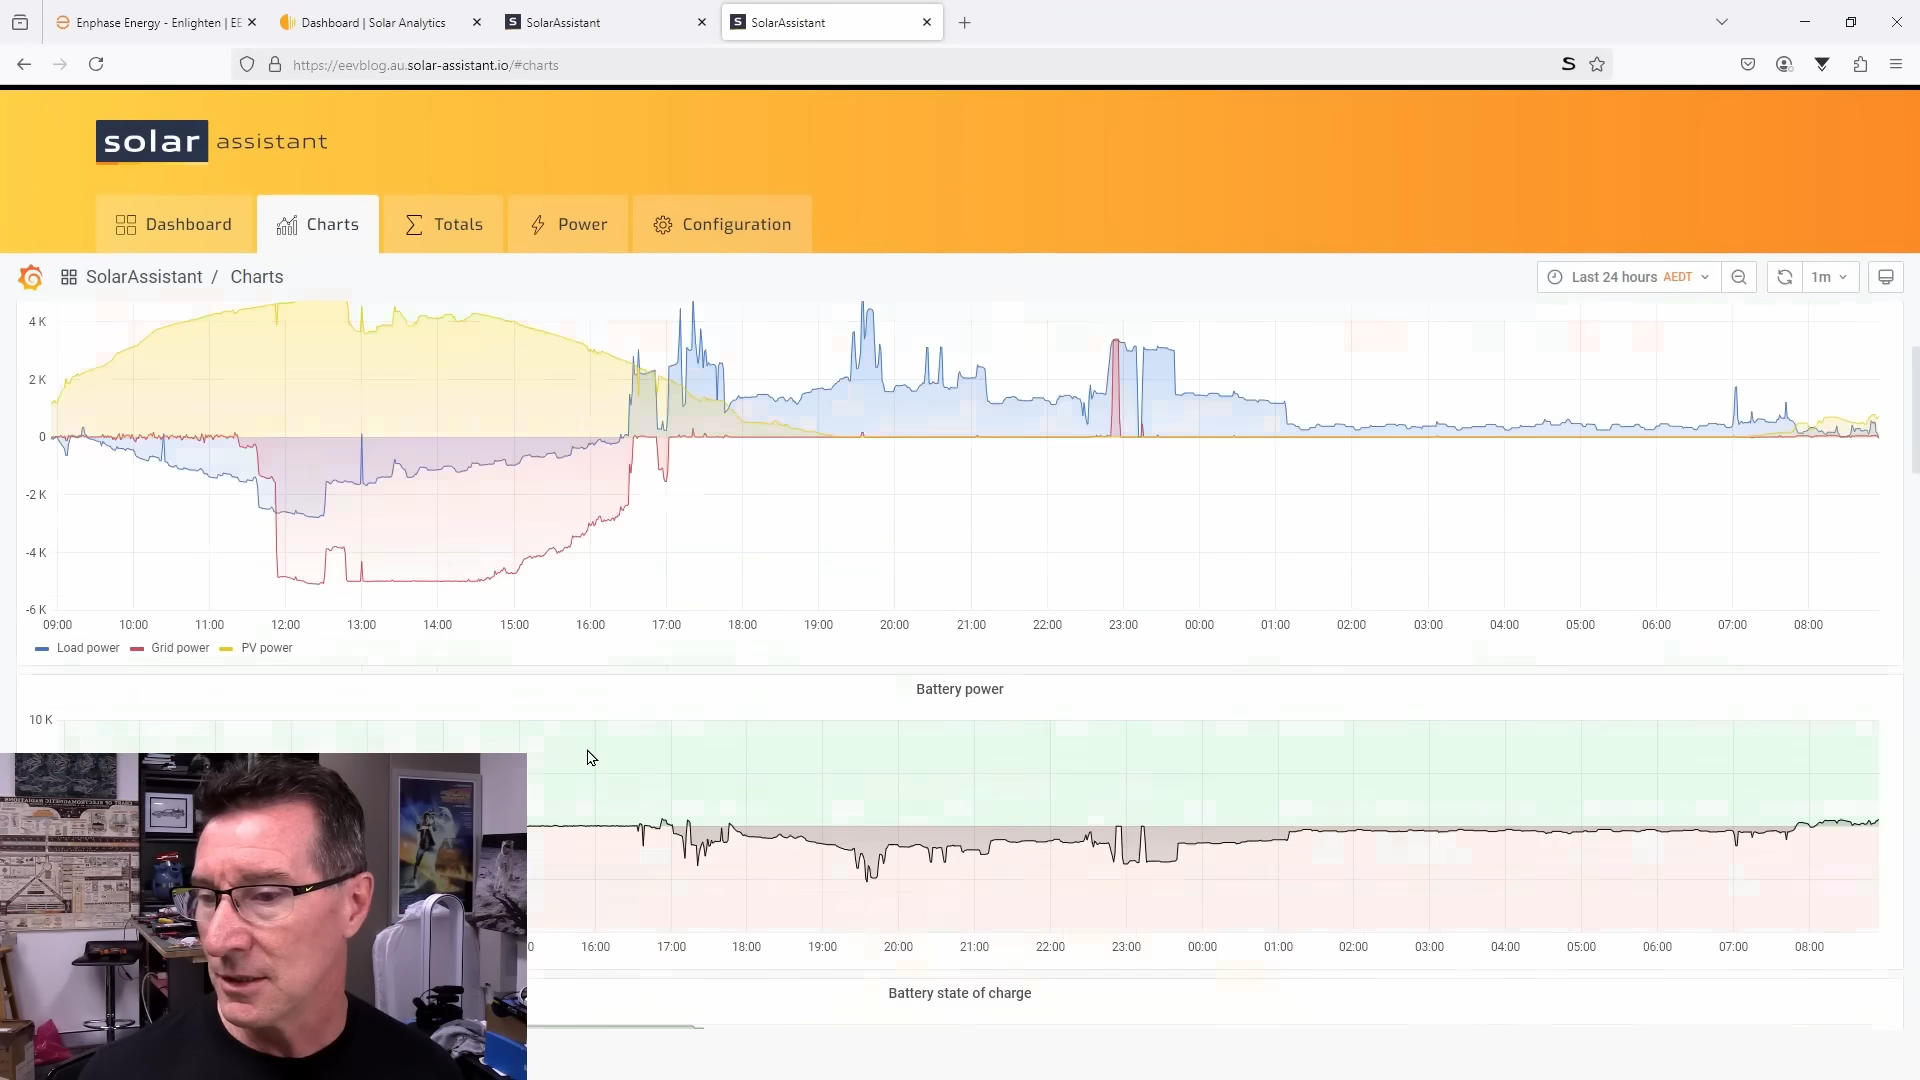 Enphase Energy - Enlighten | EE
Dashboard | Solar Analytics
SolarAssistant
SolarAssistant
https://eevblog.au.solar-assistant.io/#charts
S
solar assistant
Dashboard
Charts
Totals
Power
Configuration
SolarAssistant / Charts
Last 24 hours AEDT
1m
4 K
2 K
0
-2 K
-4 K
-6 K
09:00 10:00 11:00 12:00 13:00 14:00 15:00 16:00 17:00 18:00 19:00 20:00 21:00 22:00 23:00 00:00 01:00 02:00 03:00 04:00 05:00 06:00 07:00 08:00
Load power Grid power PV power
Battery power
10 K
0 16:00 17:00 18:00 19:00 20:00 21:00 22:00 23:00 00:00 01:00 02:00 03:00 04:00 05:00 06:00 07:00 08:00
Battery state of charge